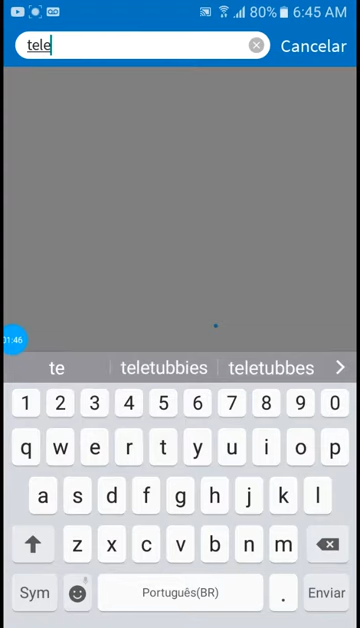 80% 6:45 AM
tele Cancelar
01:46
te teletubbies teletubbes
1 2 3 4 5 6 7 8 9 0
q w e r t y u i o p
a s d f g h j k l
z x c v b n m
Sym Português(BR) . Enviar